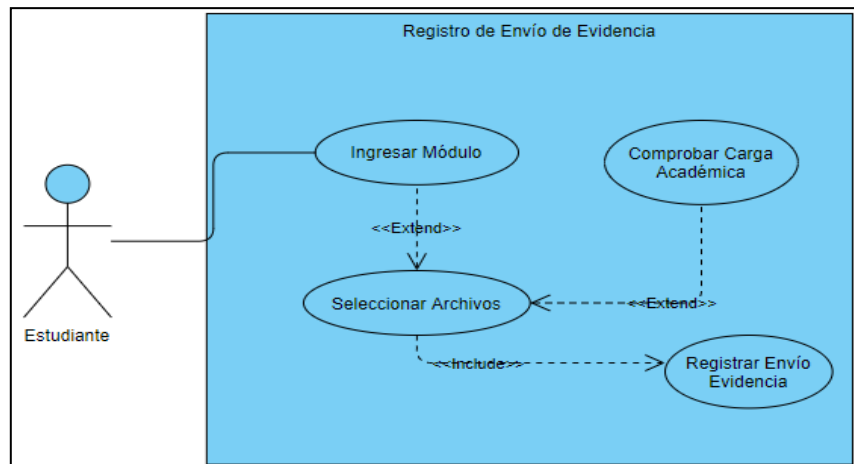 Registro de Envío de Evidencia
Ingresar Módulo
Comprobar Carga
Académica
<<Extend>>
Seleccionar Archivos
<<Extend>>
Estudiante
<<Include>>
Registrar Envío
Evidencia